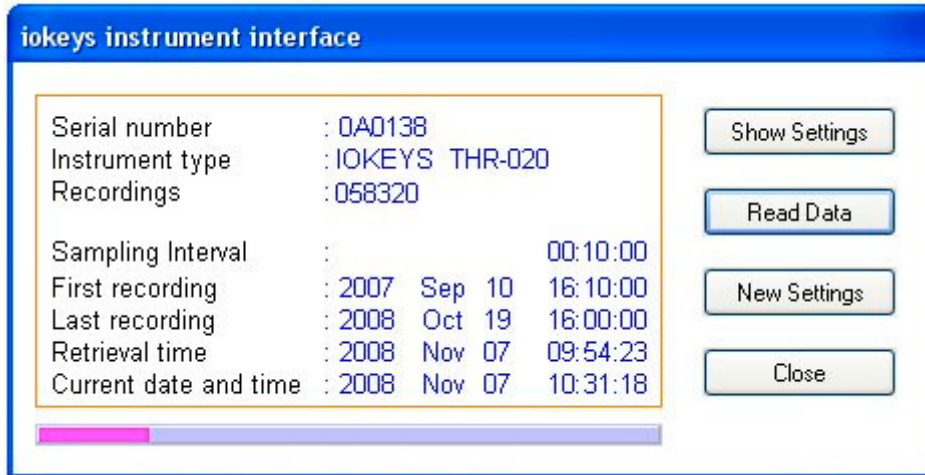 iokeys instrument interface
Serial number : 0A0138
Instrument type : IOKEYS THR-020
Recordings : 058320
Sampling Interval : 00:10:00
First recording : 2007 Sep 10 16:10:00
Last recording : 2008 Oct 19 16:00:00
Retrieval time : 2008 Nov 07 09:54:23
Current date and time : 2008 Nov 07 10:31:18
Show Settings
Read Data
New Settings
Close